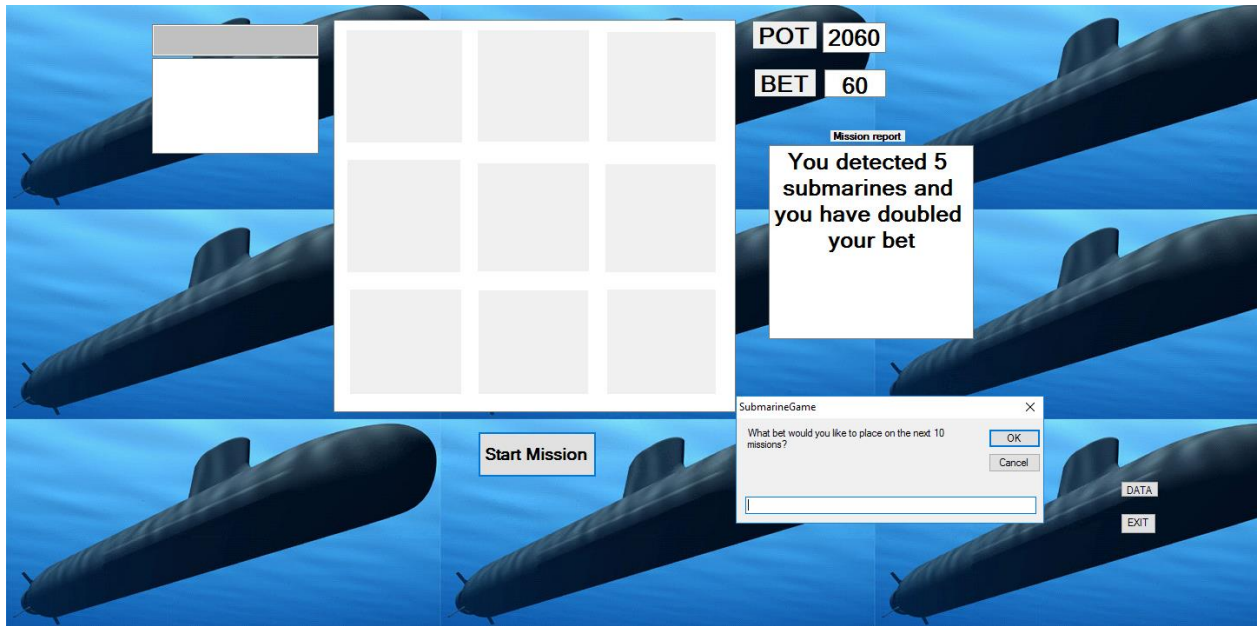 POT 2060
BET 60
Mission report
You detected 5
submarines and
you have doubled
your bet
SubmarineGame
What bet would you like to place on the next 10
missions?
OK
Cancel
Start Mission
DATA
EXIT